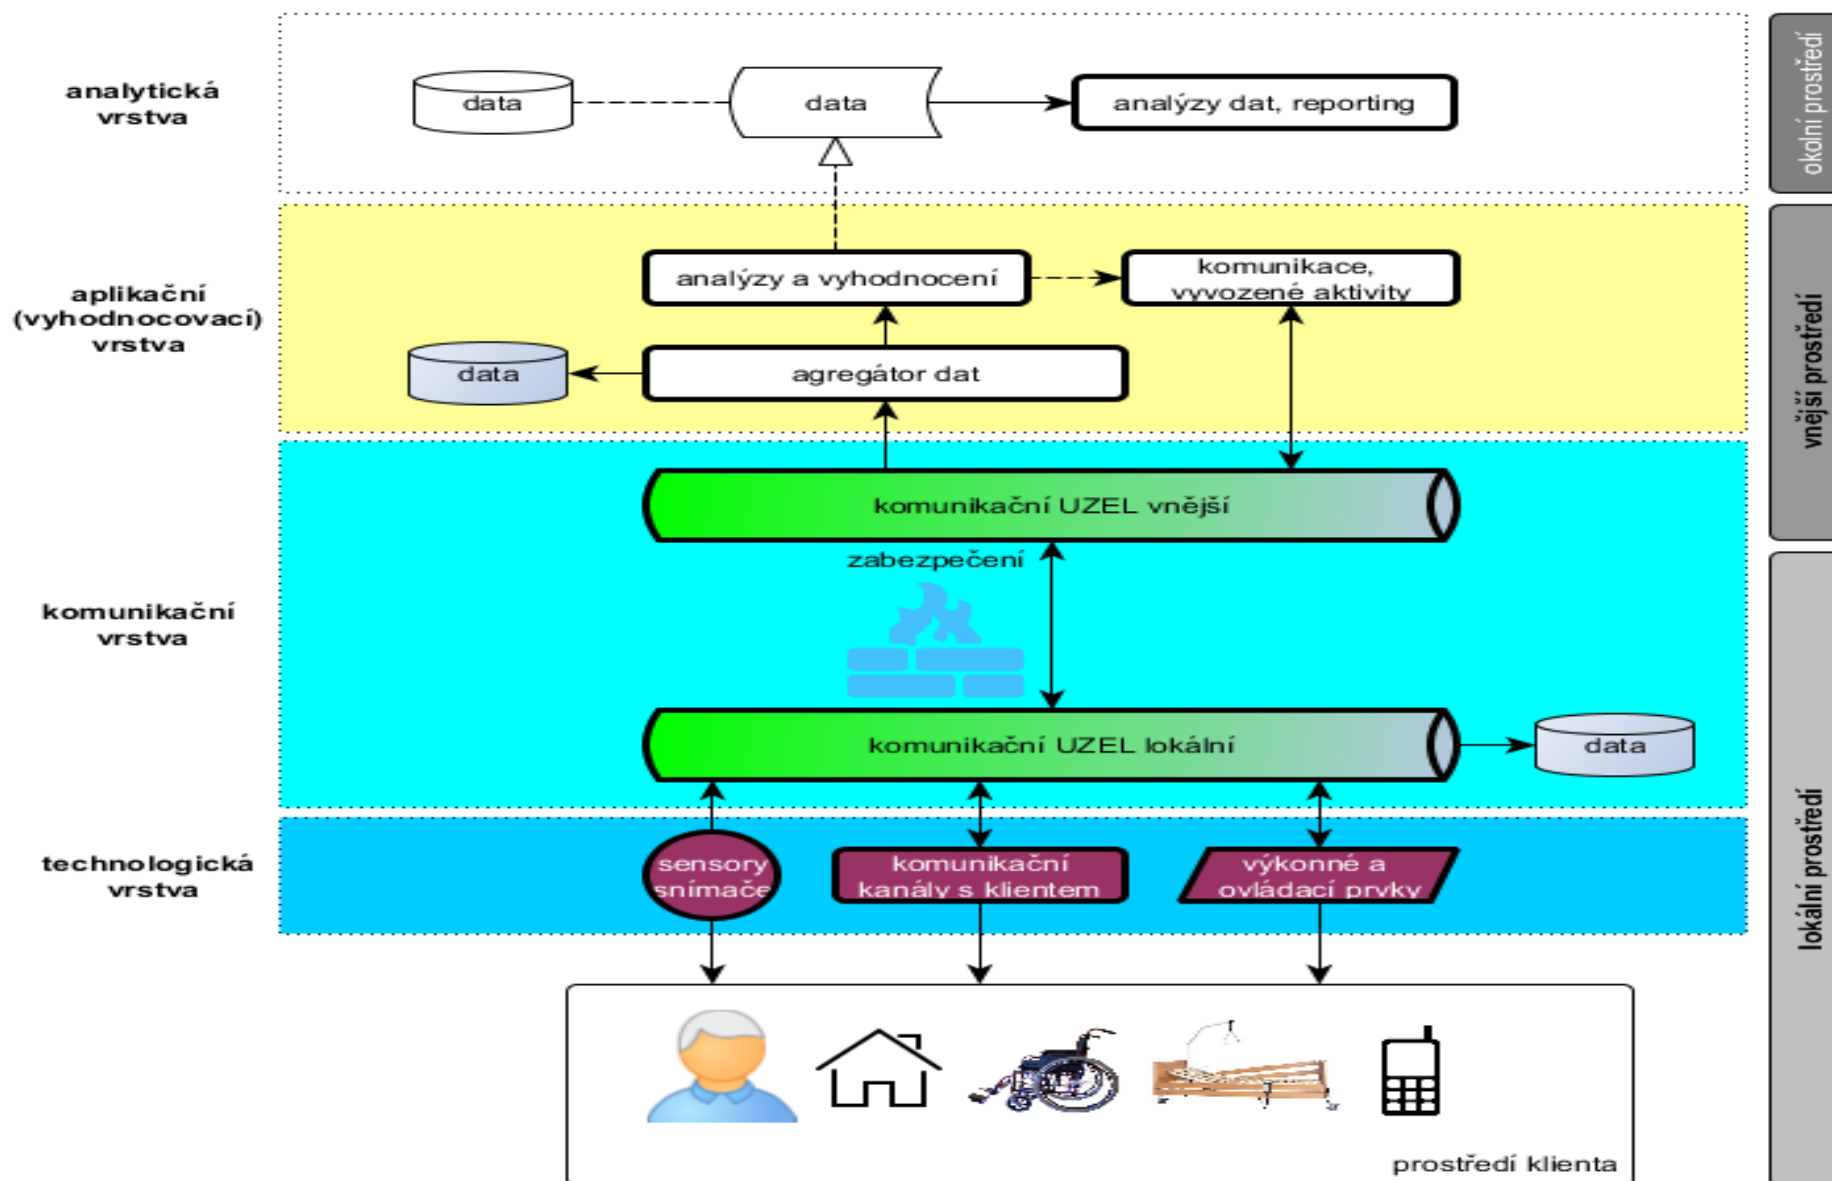 analytická
vrstva
data
data
analýzy dat, reporting
okolní prostředí
aplikační
(vyhodnocovací)
vrstva
analýzy a vyhodnocení
komunikace,
vyvozené aktivity
data
agregátor dat
vnější prostředí
komunikační
vrstva
komunikační UZEL vnější
zabezpečení
komunikační UZEL lokální
data
technologická
vrstva
sensory
snímače
komunikační
kanály s klientem
výkonné a
ovládací prvky
lokální prostředí
prostředí klienta